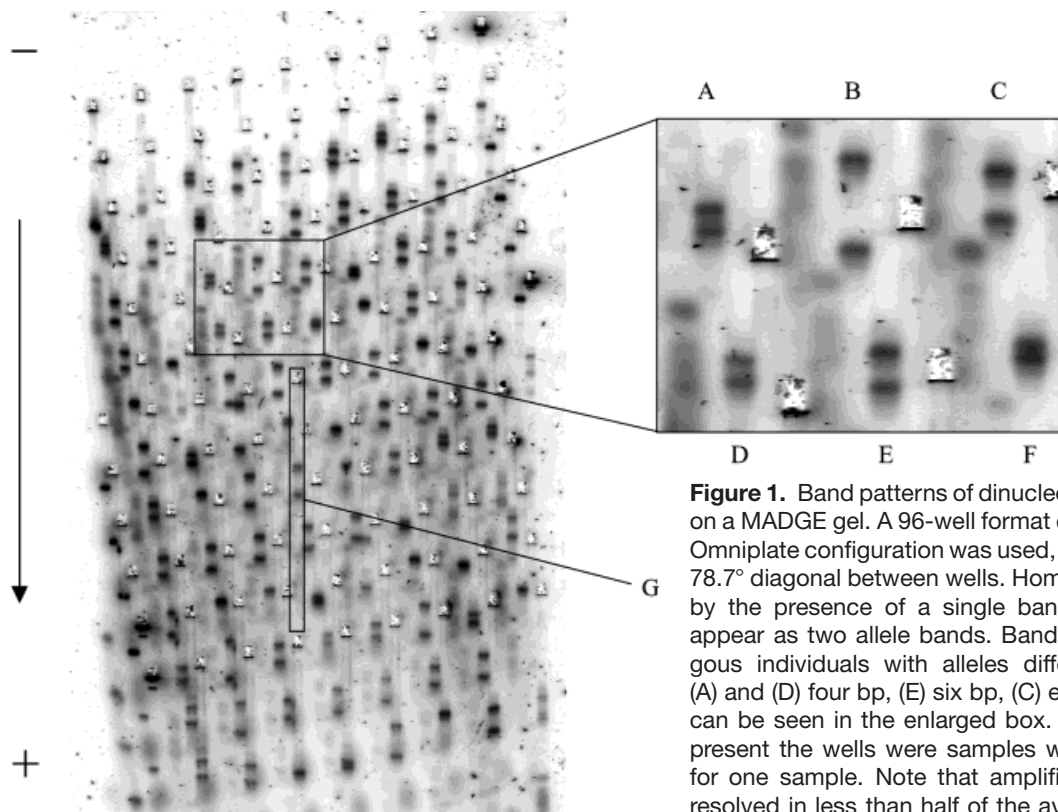 −
A B C
D E F
G
+
Figure 1. Band patterns of dinucle
on a MADGE gel. A 96-well format
Omniplate configuration was used,
78.7° diagonal between wells. Hom
by the presence of a single ban
appear as two allele bands. Band
gous individuals with alleles diffe
(A) and (D) four bp, (E) six bp, (C) e
can be seen in the enlarged box.
present the wells were samples w
for one sample. Note that amplifi
resolved in less than half of the av